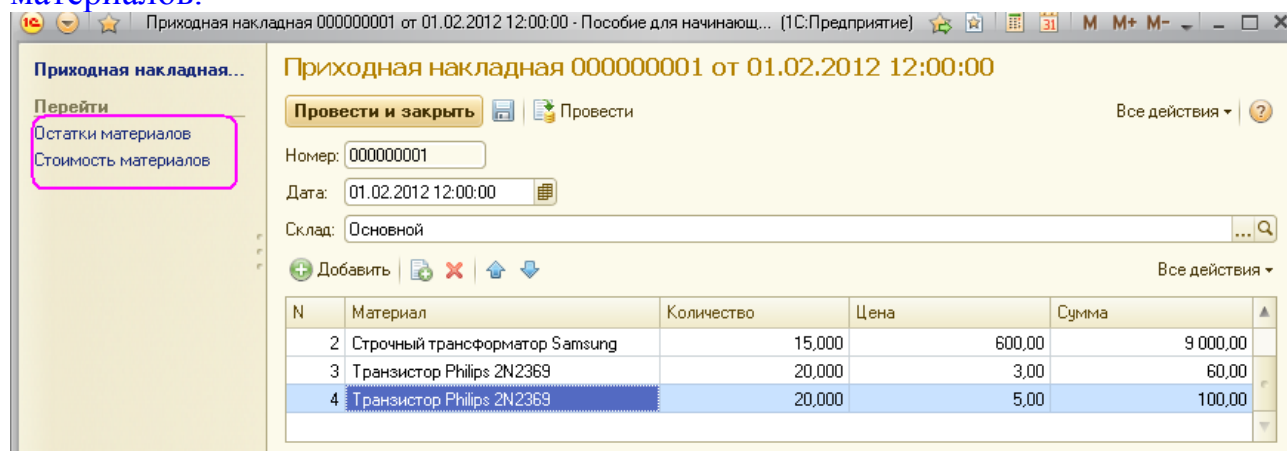 материалов.
Приходная накладная 000000001 от 01.02.2012 12:00:00 - Пособие для начинающ... (1С:Предприятие) 31 M M+ M-
Приходная накладная...
Перейти
Остатки материалов
Стоимость материалов
Приходная накладная 000000001 от 01.02.2012 12:00:00
Провести и закрыть Провести Все действия ?
Номер: 000000001
Дата: 01.02.2012 12:00:00
Склад: Основной ...
Добавить Все действия
N Материал Количество Цена Сумма
2 Строчный трансформатор Samsung 15,000 600,00 9 000,00
3 Транзистор Philips 2N2369 20,000 3,00 60,00
4 Транзистор Philips 2N2369 20,000 5,00 100,00